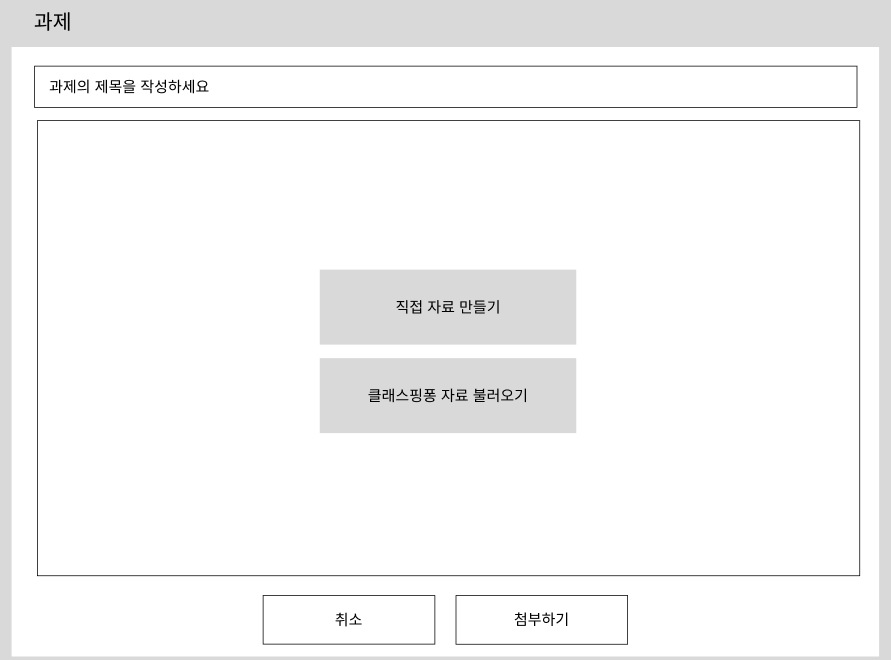 과제
과제의 제목을 작성하세요
직접 자료 만들기
클래스핑퐁 자료 불러오기
취소
첨부하기